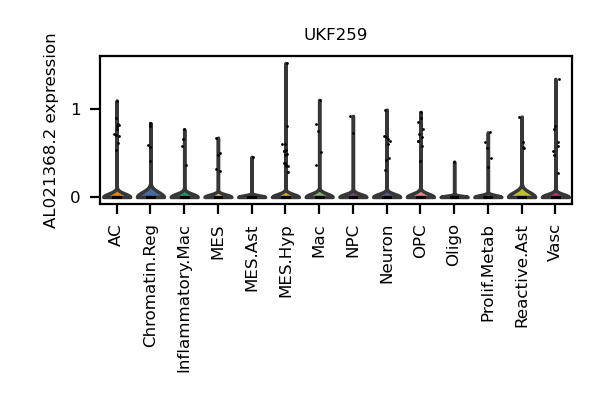 UKF259
AL021368.2 expression
1
0
AC
Chromatin.Reg
Inflammatory.Mac
MES
MES.Ast
MES.Hyp
Mac
NPC
Neuron
OPC
Oligo
Prolif.Metab
Reactive.Ast
Vasc